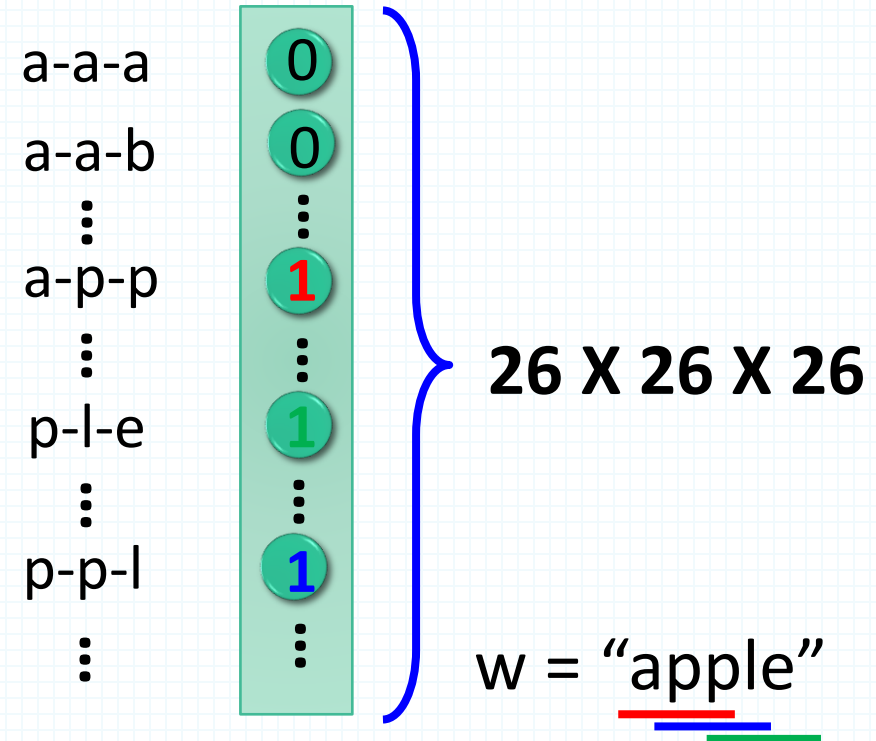 a-a-a 0
a-a-b 0
⋮ ⋮
a-p-p 1
⋮ ⋮
26 X 26 X 26
p-l-e 1
⋮ ⋮
p-p-l 1
⋮ ⋮
w = “apple”